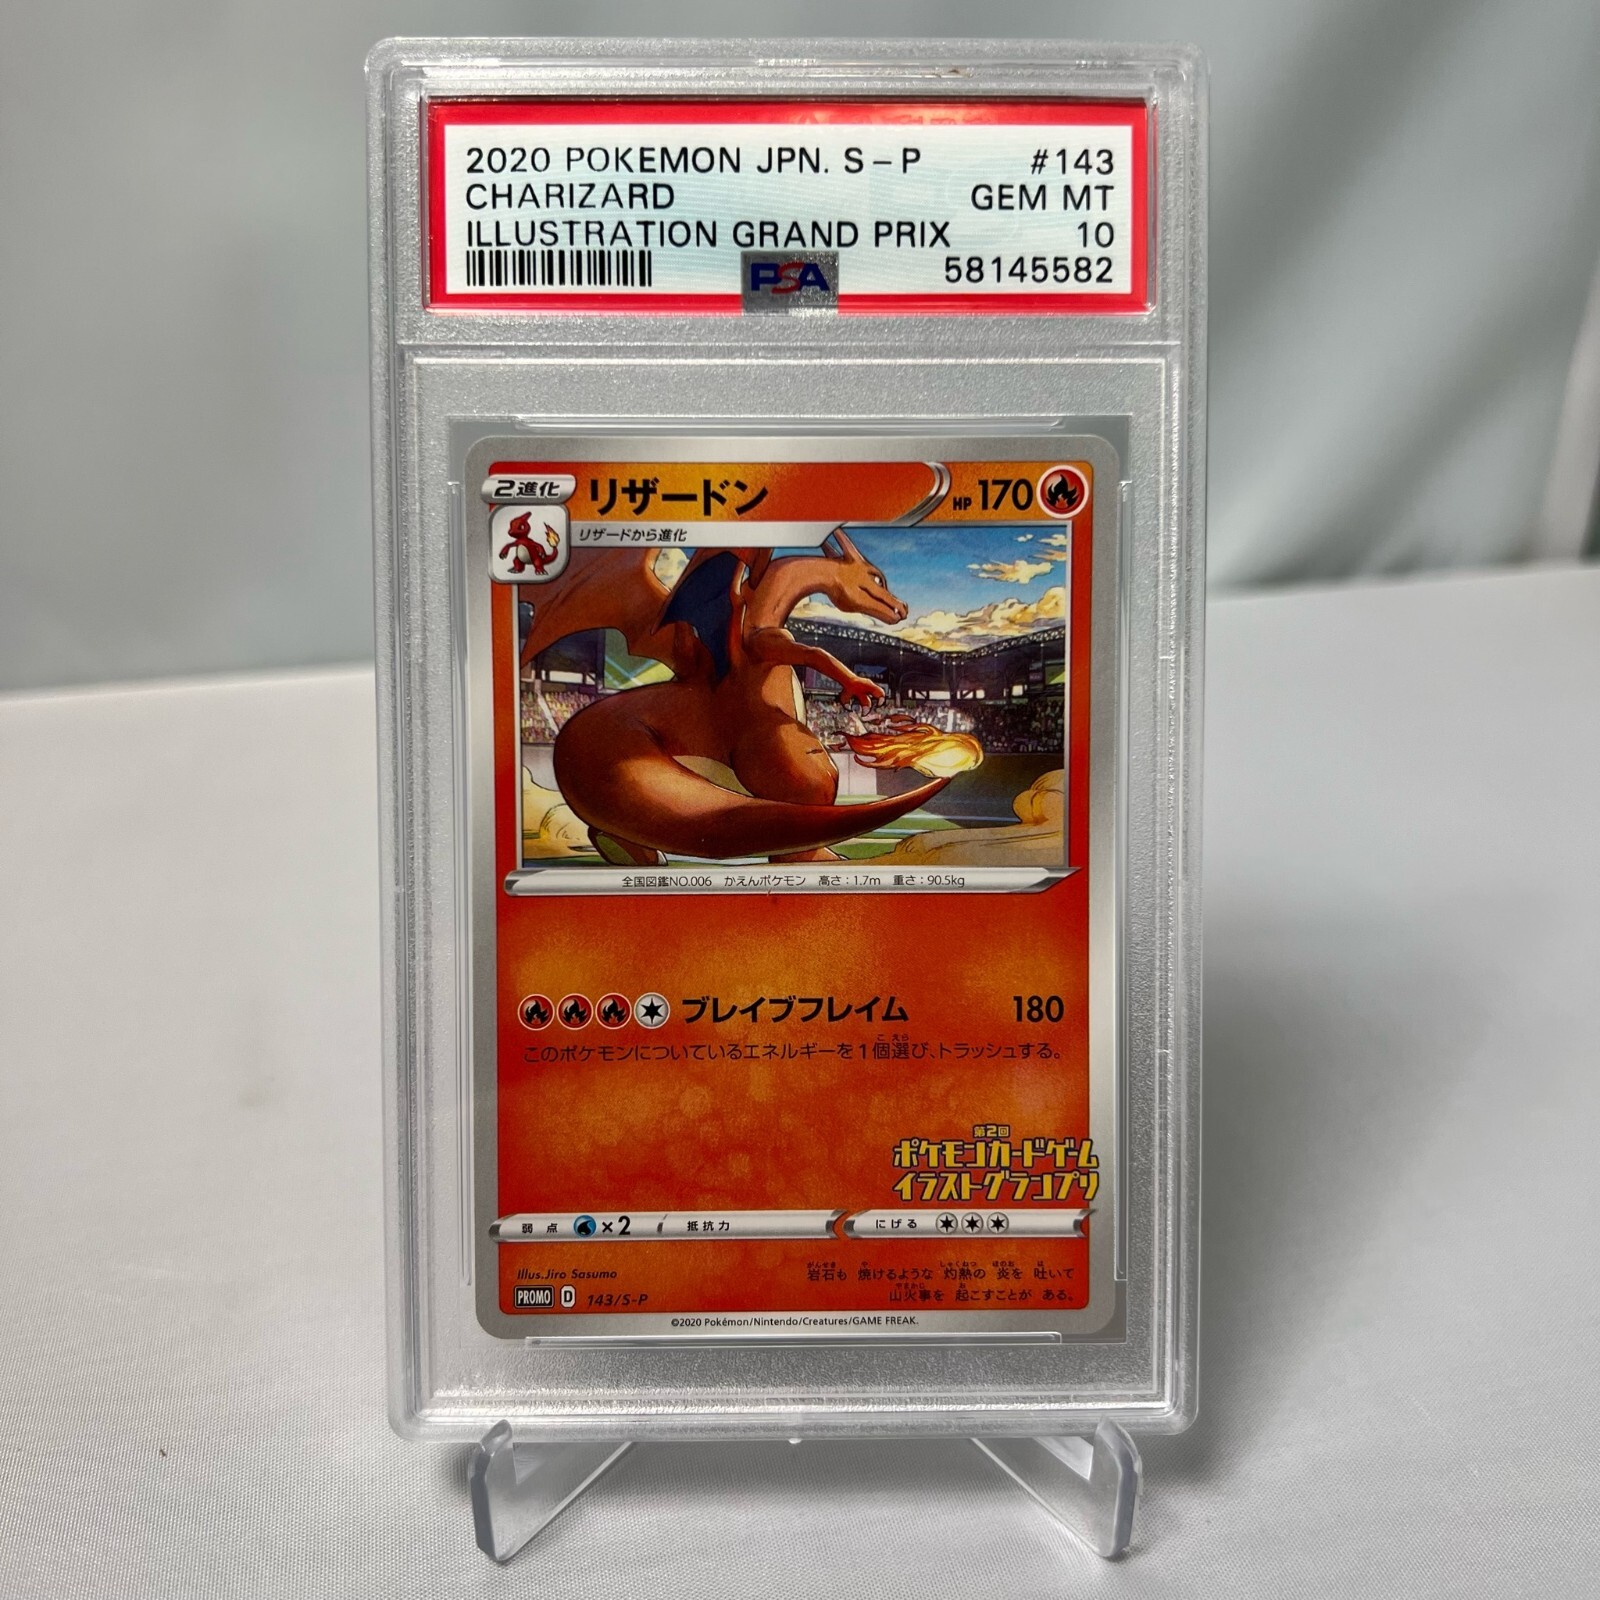 2020 POKEMON JPN. S-P #143
CHARIZARD GEM MT
ILLUSTRATION GRAND PRIX 10
PSA 58145582
2進化 リザードン HP 170
リザードから進化
全国図鑑NO.006 かえんポケモン 高さ:1.7m 重さ:90.5kg
ブレイブフレイム 180
このポケモンについているエネルギーを1個選び、トラッシュする。
第2回
ポケモンカードゲーム
イラストグランプリ
弱点 ×2 抵抗力 にげる
Illus.Jiro Sasumo
岩石も 焼けるような 灼熱の 炎を 吐いて
山火事を 起こすことが ある。
PROMO D 143/S-P
©2020 Pokémon/Nintendo/Creatures/GAME FREAK.